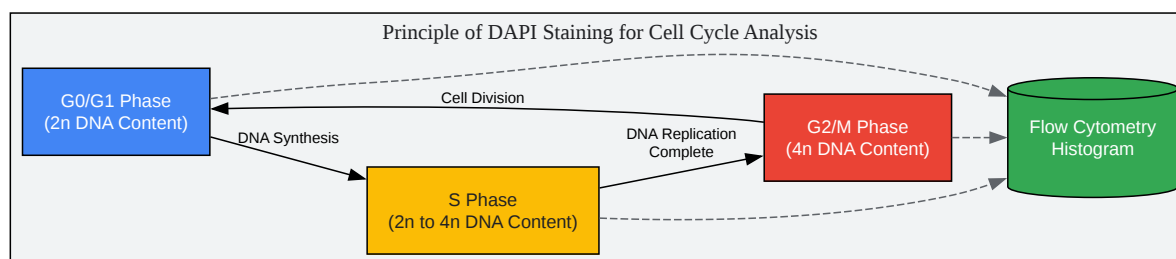 Principle of DAPI Staining for Cell Cycle Analysis
G0/G1 Phase
(2n DNA Content)
Cell Division
DNA Synthesis
DNA Replication
Complete
G2/M Phase
(4n DNA Content)
Flow Cytometry
Histogram
S Phase
(2n to 4n DNA Content)